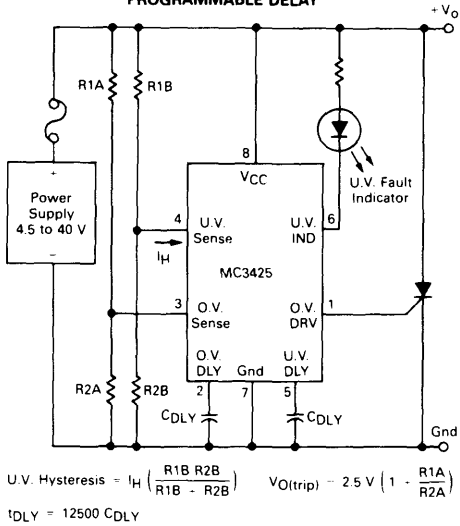 PROGRAMMABLE DELAY
+ VO
R1A
R1B
8
VCC
U.V. Fault
Indicator
+
Power
Supply
4.5 to 40 V
−
4
U.V.
Sense
U.V.
IND
6
IH
MC3425
3
O.V.
Sense
O.V.
DRV
1
O.V.
DLY
Gnd
U.V.
DLY
R2A
R2B
2
7
5
CDLY
CDLY
Gnd
U.V. Hysteresis = IH (R1B R2B / R1B - R2B)
VO(trip) - 2.5 V (1 - R1A / R2A)
tDLY = 12500 CDLY